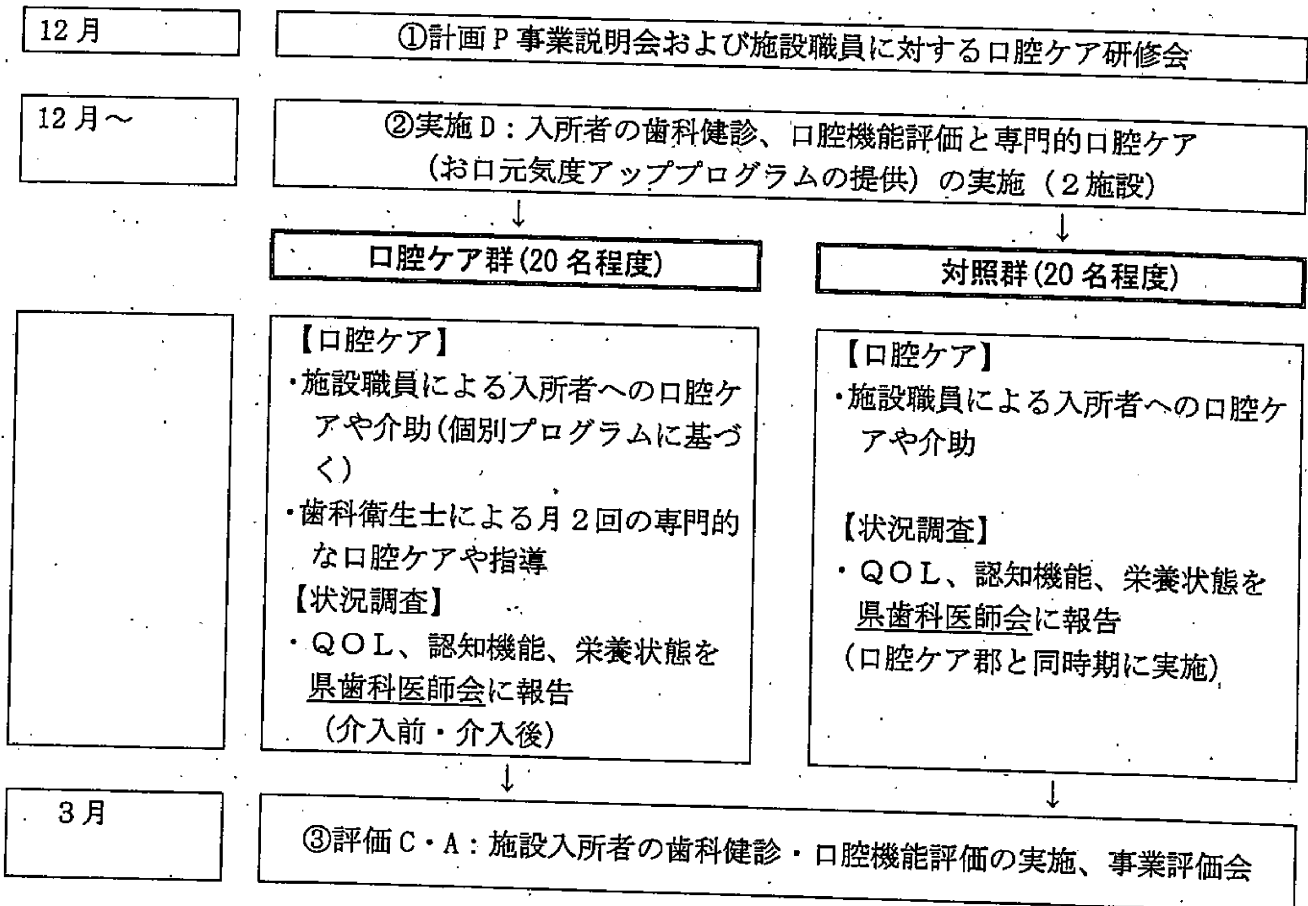 12月
①計画P事業説明会および施設職員に対する口腔ケア研修会
12月～
②実施D：入所者の歯科健診、口腔機能評価と専門的口腔ケア
（お口元気度アッププログラムの提供）の実施（2施設）
↓
↓
口腔ケア群(20名程度)
対照群(20名程度)
【口腔ケア】
・施設職員による入所者への口腔ケ
アや介助(個別プログラムに基づ
く)
・歯科衛生士による月2回の専門的
な口腔ケアや指導
【状況調査】
・QOL、認知機能、栄養状態を
県歯科医師会に報告
（介入前・介入後）
【口腔ケア】
・施設職員による入所者への口腔ケ
アや介助
【状況調査】
・QOL、認知機能、栄養状態を
県歯科医師会に報告
（口腔ケア郡と同時期に実施）
↓
↓
3月
③評価C・A：施設入所者の歯科健診・口腔機能評価の実施、事業評価会